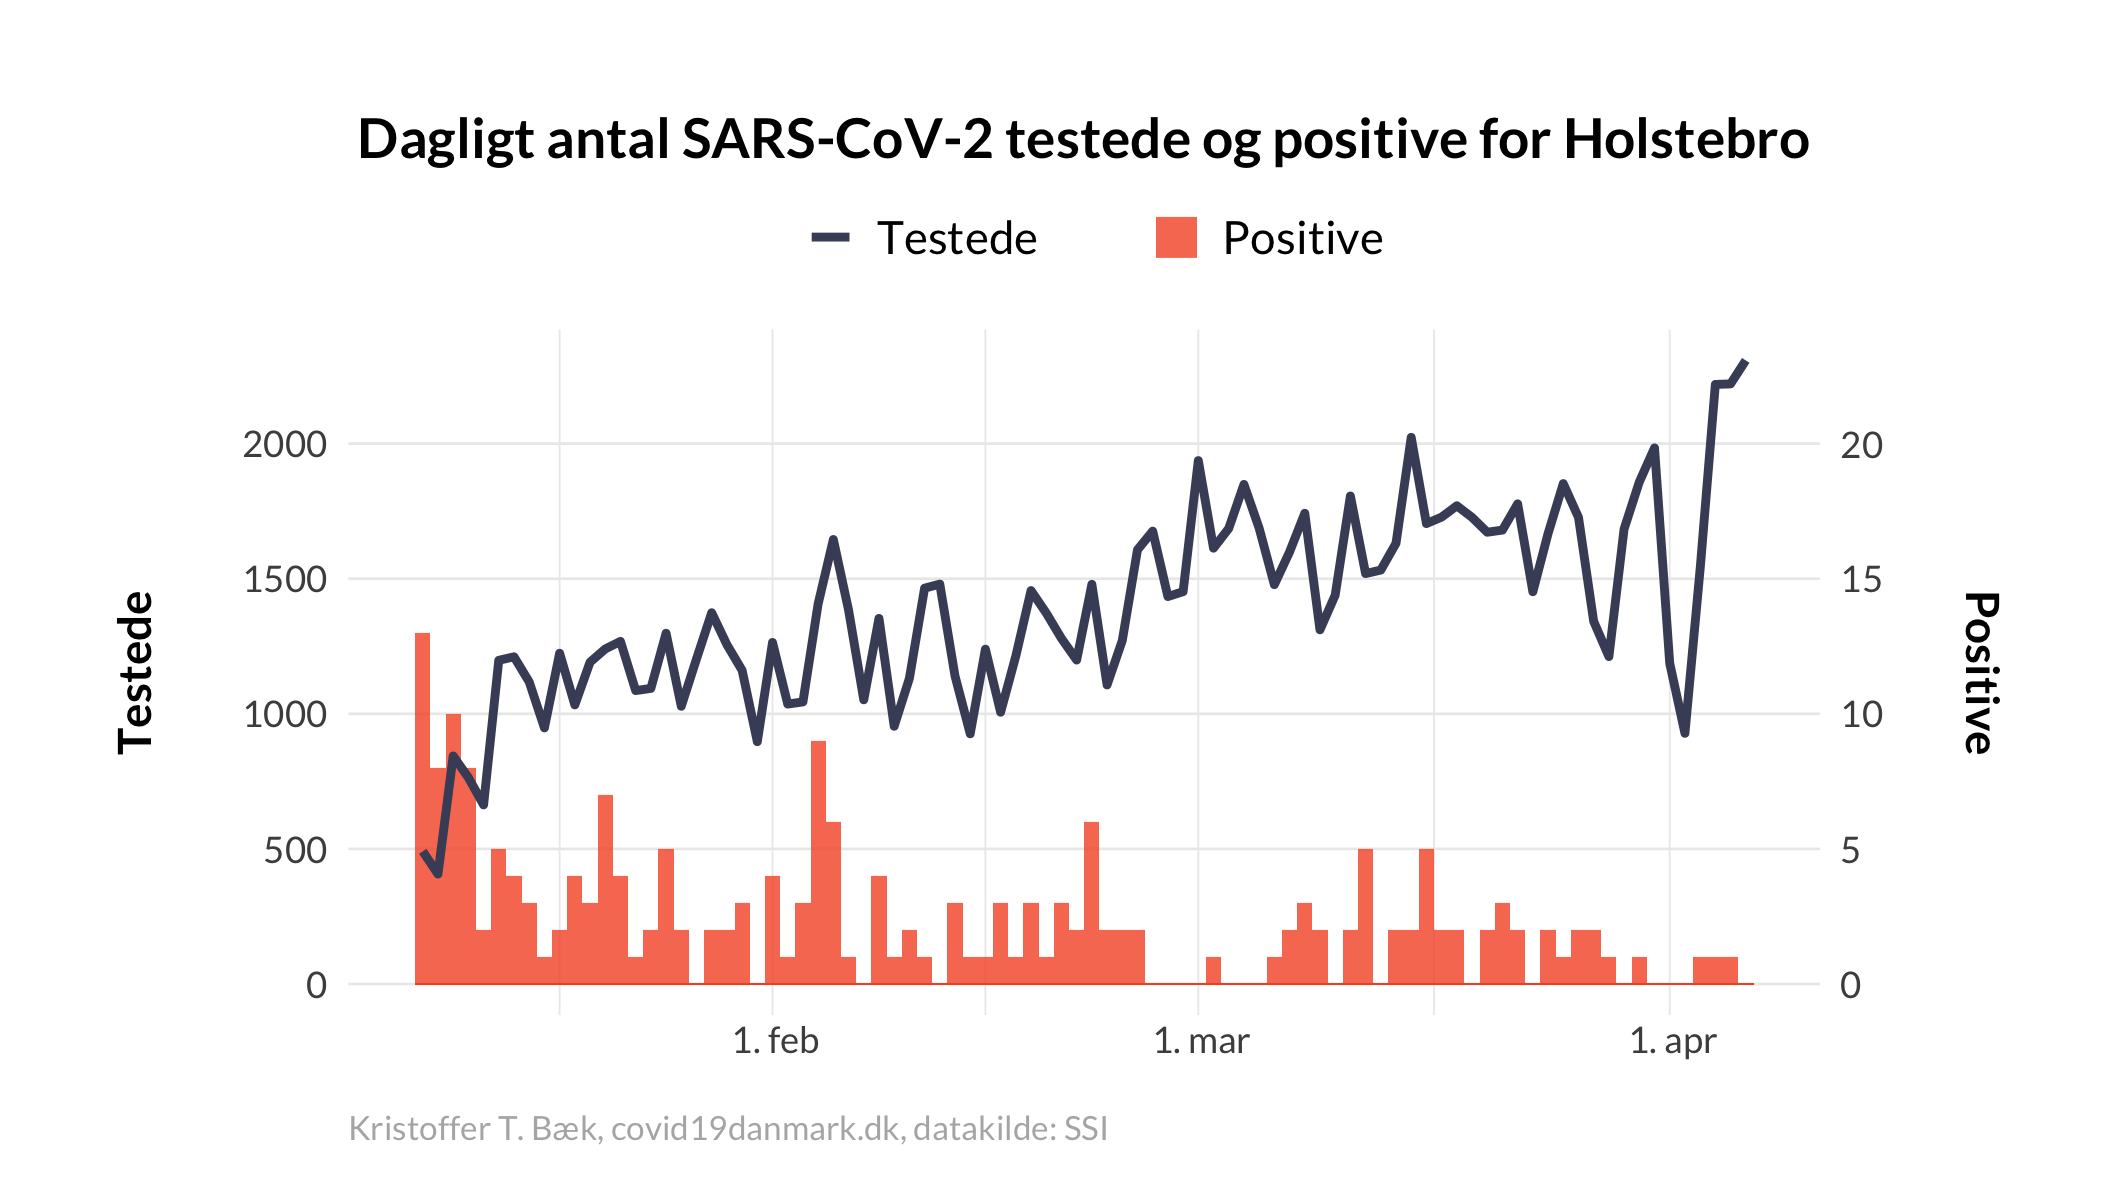 Dagligt antal SARS-CoV-2 testede og positive for Holstebro
Testede
Positive
2000
1500
1000
500
0
Testede
20
15
10
5
0
Positive
1. feb
1. mar
1. apr
Kristoffer T. Bæk, covid19danmark.dk, datakilde: SSI